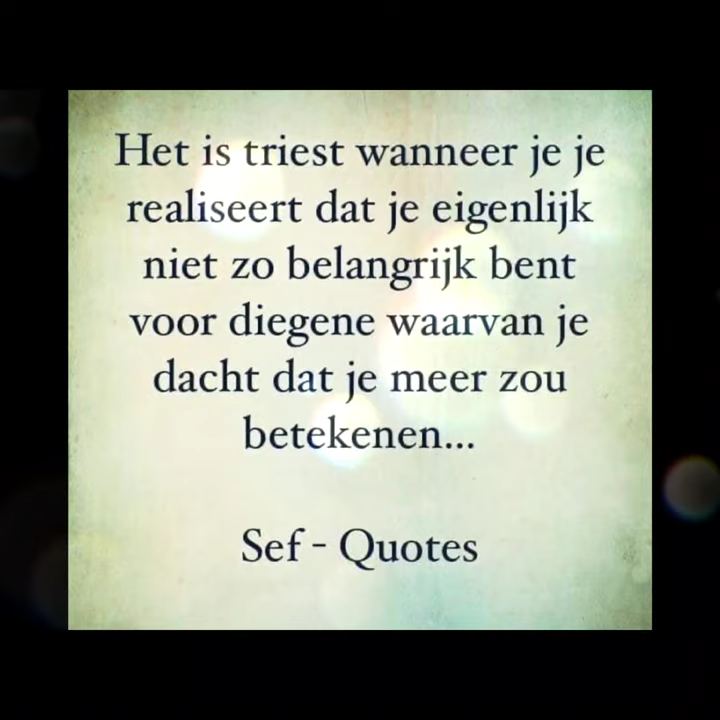 Het is triest wanneer je je
realiseert dat je eigenlijk
niet zo belangrijk bent
voor diegene waarvan je
dacht dat je meer zou
betekenen...
Sef - Quotes